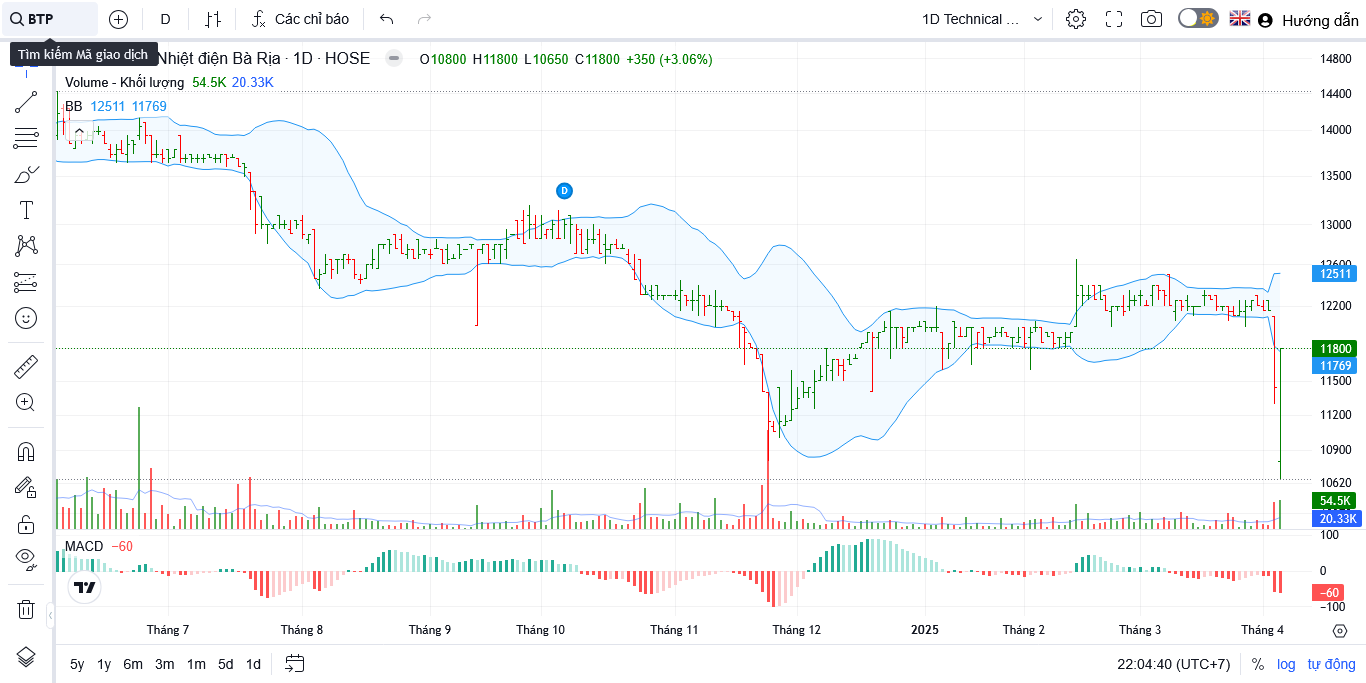 BTP D Các chỉ báo 1D Technical ... Hướng dẫn
Tìm kiếm Mã giao dịch
Nhiệt điện Bà Rịa · 1D · HOSE O10800 H11800 L10650 C11800 +350 (+3.06%)
Volume - Khối lượng 54.5K 20.33K
BB 12511 11769
D
14800
14400
14000
13500
13000
12600
12511
12200
11800
11769
11500
11200
10900
10620
54.5K
20.33K
MACD −60
100
0
−60
−100
Tháng 7 Tháng 8 Tháng 9 Tháng 10 Tháng 11 Tháng 12 2025 Tháng 2 Tháng 3 Tháng 4
5y 1y 6m 3m 1m 5d 1d 22:04:40 (UTC+7) % log tự động